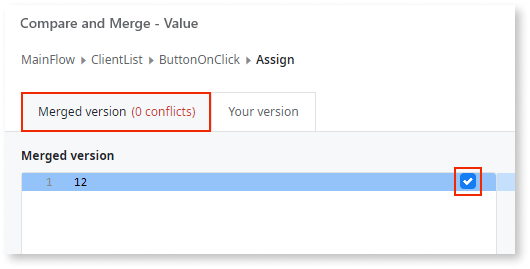 Compare and Merge - Value
MainFlow ▸ ClientList ▸ ButtonOnClick ▸ Assign
Merged version (0 conflicts) Your version
Merged version
1 12